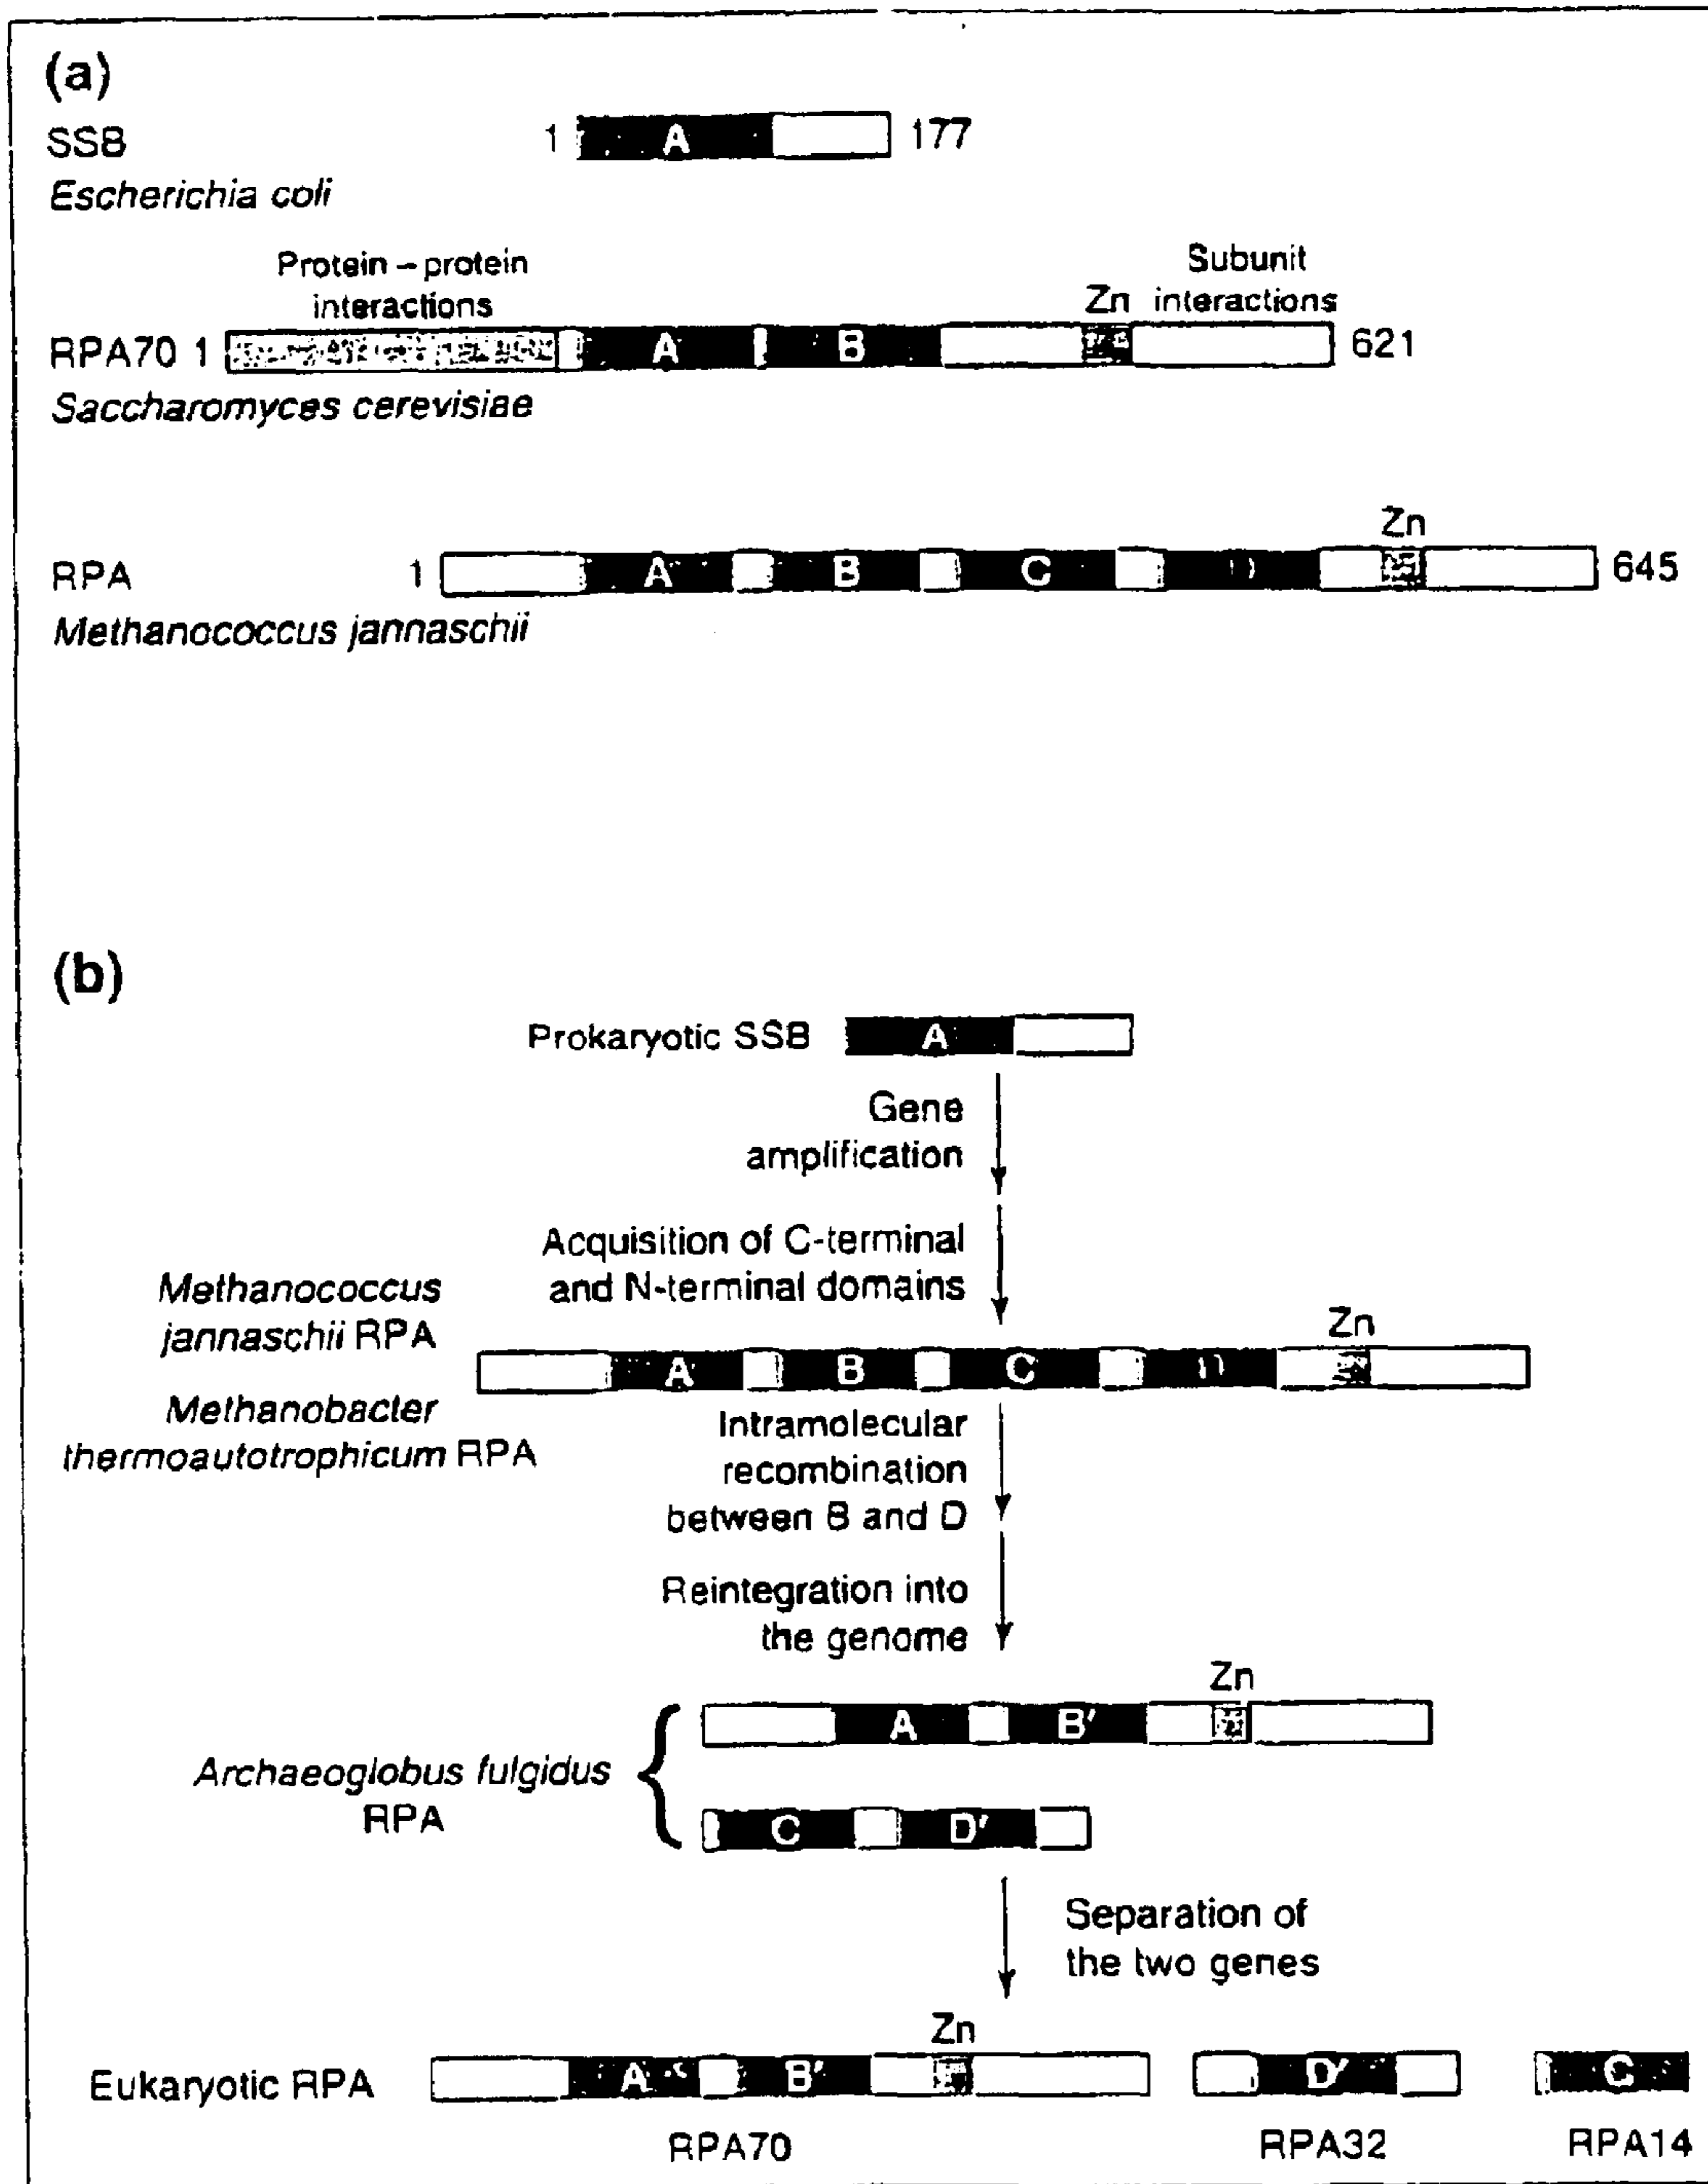 (a)
SSB
1 A 177
Escherichia coli
Protein – protein
interactions
Subunit
Zn interactions
RPA70 1 A B 621
Saccharomyces cerevisiae
Zn
RPA
1 A B C D 645
Methanococcus jannaschii
(b)
Prokaryotic SSB A
Gene
amplification
Acquisition of C-terminal
and N-terminal domains
Methanococcus
jannaschii RPA
Zn
A B C D
Methanobacter
thermoautotrophicum RPA
Intramolecular
recombination
between B and D
Reintegration into
the genome
Zn
A B′
Archaeoglobus fulgidus
RPA
C D′
Separation of
the two genes
Zn
Eukaryotic RPA A B′ D′ C
RPA70 RPA32 RPA14